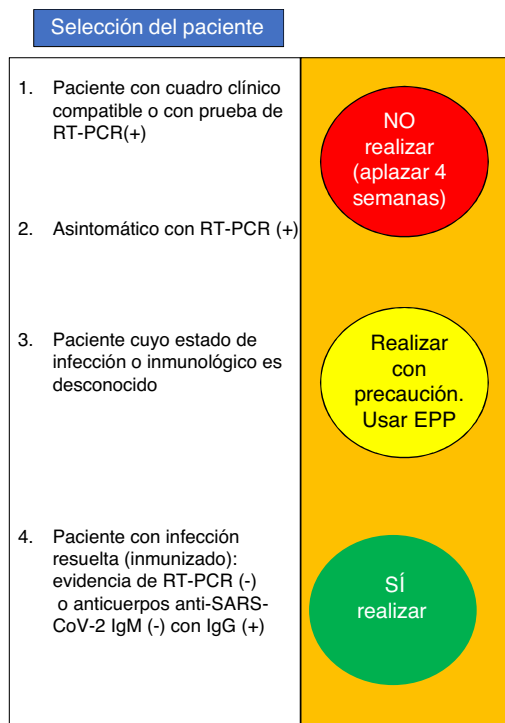 Selección del paciente
1. Paciente con cuadro clínico
compatible o con prueba de
RT-PCR(+)
NO
realizar
(aplazar 4
semanas)
2. Asintomático con RT-PCR (+)
3. Paciente cuyo estado de
infección o inmunológico es
desconocido
Realizar
con
precaución.
Usar EPP
4. Paciente con infección
resuelta (inmunizado):
evidencia de RT-PCR (-)
o anticuerpos anti-SARS-
CoV-2 IgM (-) con IgG (+)
SÍ
realizar